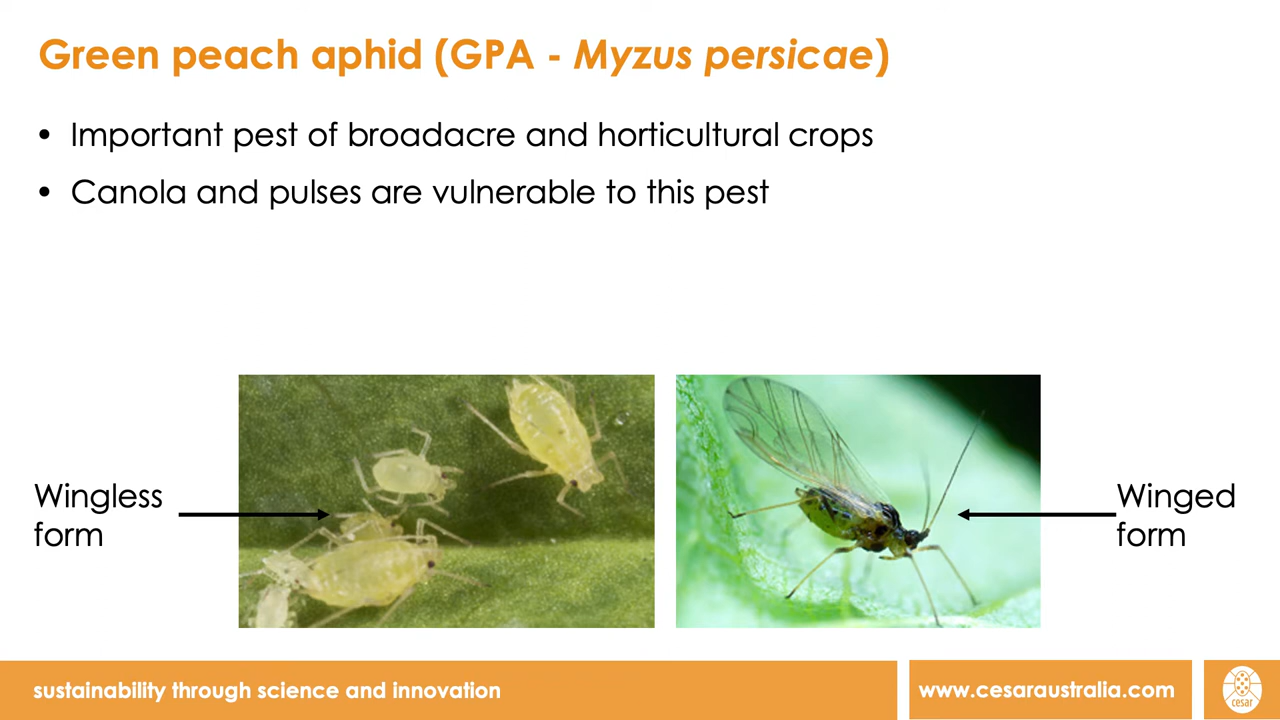 Green peach aphid (GPA - Myzus persicae)
• Important pest of broadacre and horticultural crops
• Canola and pulses are vulnerable to this pest
Wingless
form
Winged
form
sustainability through science and innovation
www.cesaraustralia.com
cesar